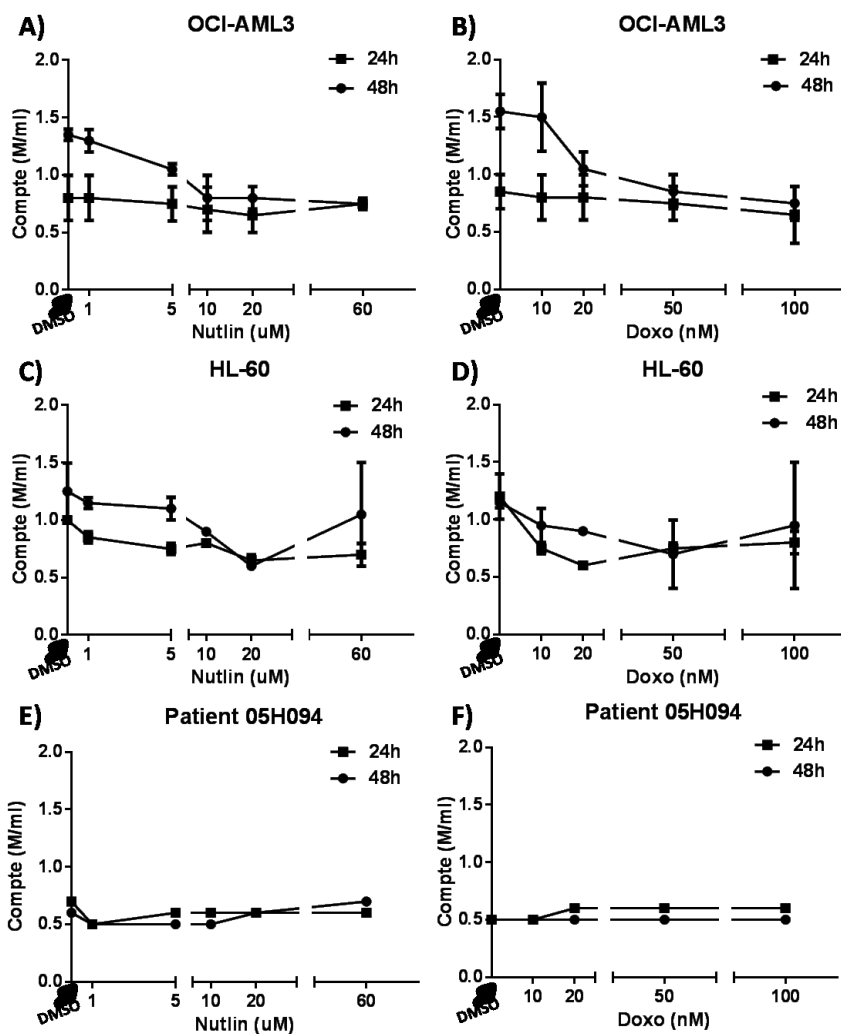 A) OCI-AML3
24h
48h
Compte (M/ml)
2.0
1.5
1.0
0.5
0.0
DMSO 1 5 10 20 60
Nutlin (uM)
B) OCI-AML3
24h
48h
Compte (M/ml)
2.0
1.5
1.0
0.5
0.0
DMSO 10 20 50 100
Doxo (nM)
C) HL-60
24h
48h
Compte (M/ml)
2.0
1.5
1.0
0.5
0.0
DMSO 1 5 10 20 60
Nutlin (uM)
D) HL-60
24h
48h
Compte (M/ml)
2.0
1.5
1.0
0.5
0.0
DMSO 10 20 50 100
Doxo (nM)
E) Patient 05H094
24h
48h
Compte (M/ml)
2.0
1.5
1.0
0.5
0.0
DMSO 1 5 10 20 60
Nutlin (uM)
F) Patient 05H094
24h
48h
Compte (M/ml)
2.0
1.5
1.0
0.5
0.0
DMSO 10 20 50 100
Doxo (nM)